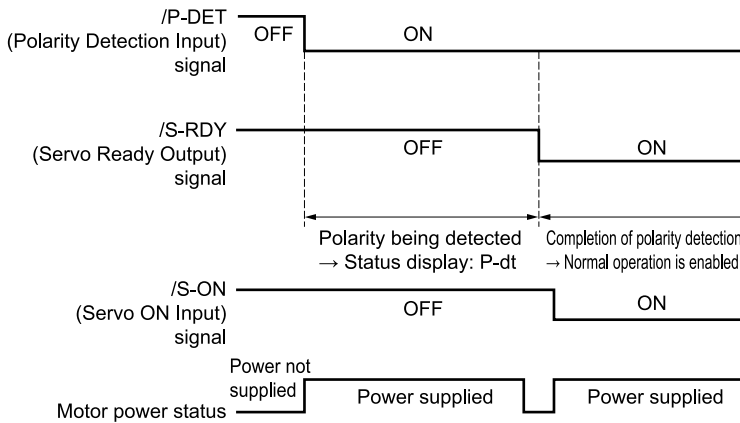 /P-DET
(Polarity Detection Input)
signal
OFF
ON
/S-RDY
(Servo Ready Output)
signal
OFF
ON
Polarity being detected
→ Status display: P-dt
Completion of polarity detection
→ Normal operation is enabled
/S-ON
(Servo ON Input)
signal
OFF
ON
Power not
supplied
Motor power status
Power supplied
Power supplied